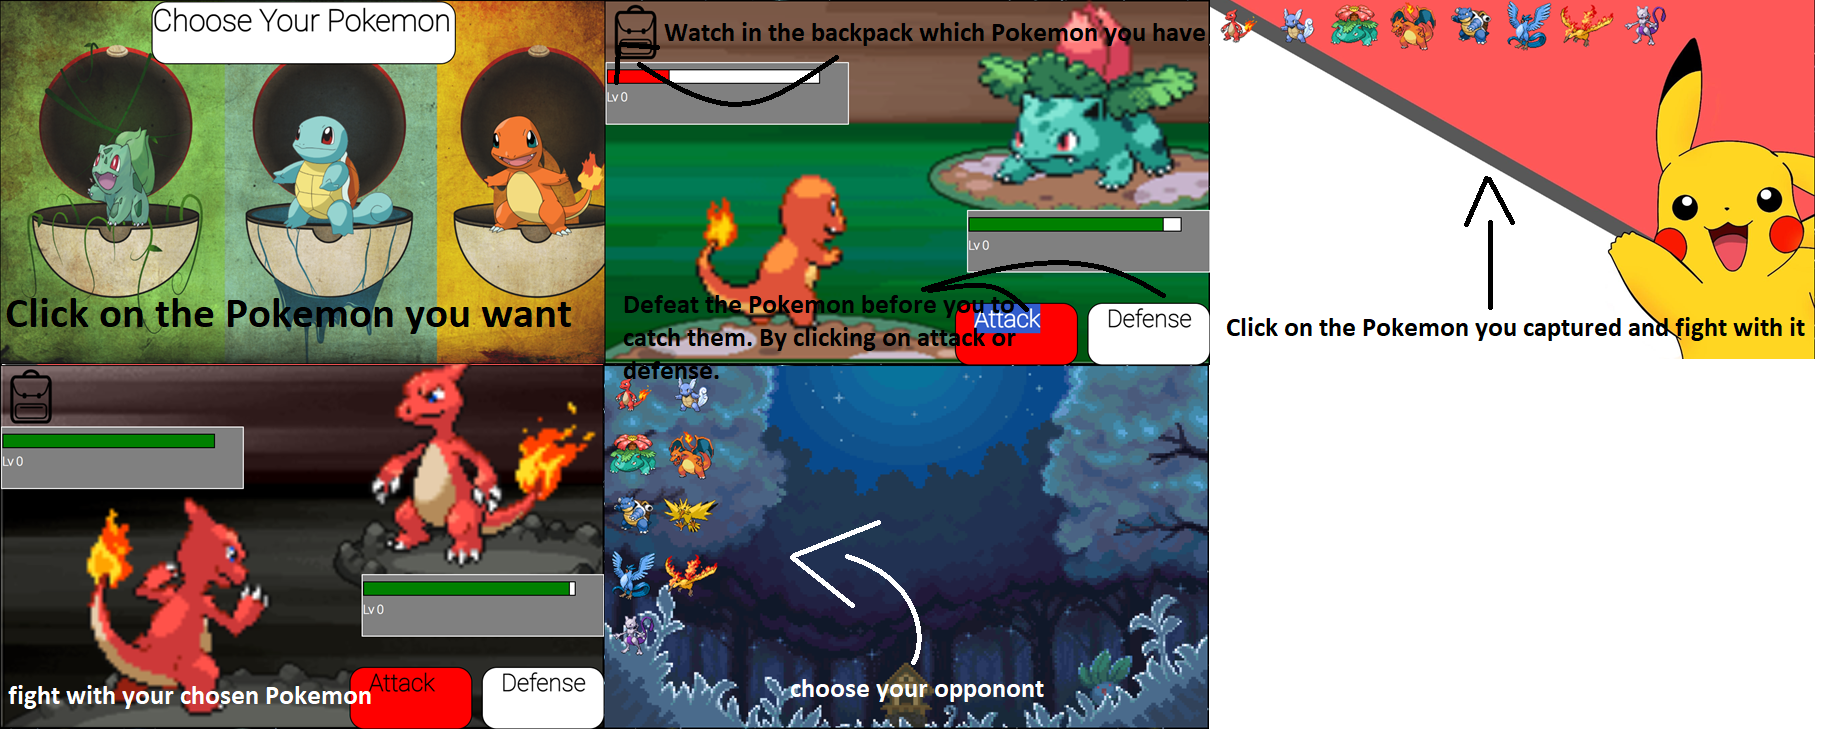 Choose Your Pokemon
Click on the Pokemon you want
Watch in the backpack which Pokemon you have
Lv 0
Lv 0
Defeat the Pokemon before you to
catch them. By clicking on attack or
defense.
Attack
Defense
Click on the Pokemon you captured and fight with it
Lv 0
Lv 0
fight with your chosen Pokemon
Attack
Defense
choose your opponont